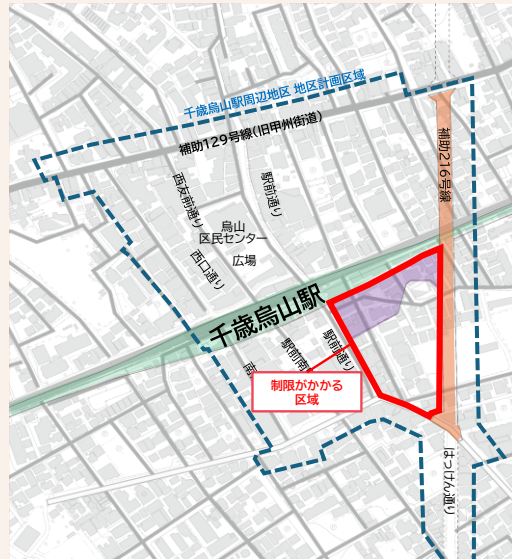 千歳烏山駅周辺地区 地区計画区域
補助129号線(旧甲州街道)
補助216号線
西友前通り
駅前通り
烏山
区民センター
広場
西口通り
千歳烏山駅
駅前通り
駅前南
南
制限がかかる
区域
はっけん通り